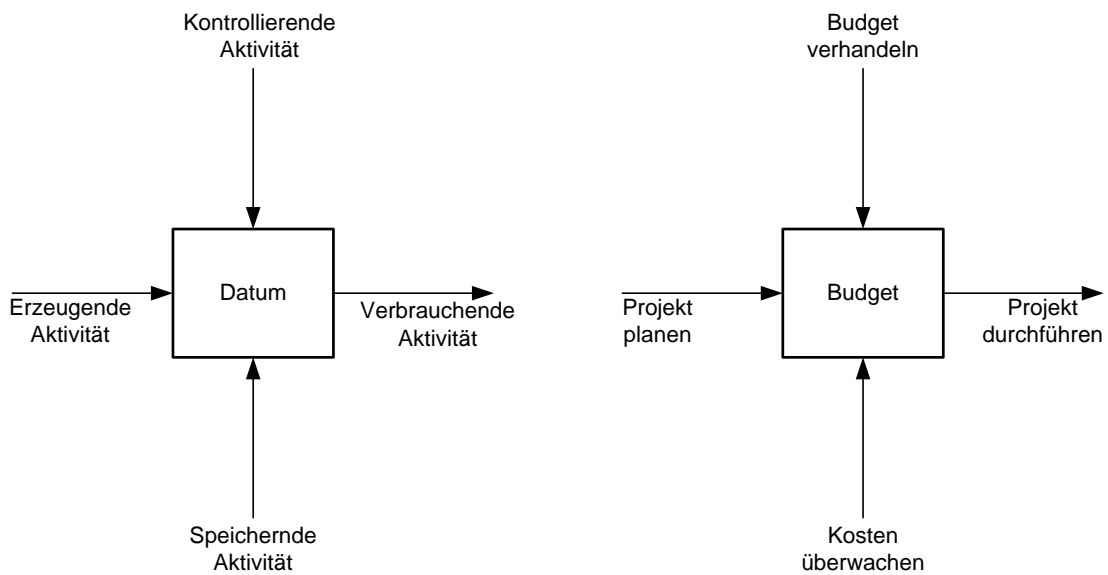 Kontrollierende
Aktivität
Datum
Erzeugende
Aktivität
Verbrauchende
Aktivität
Speichernde
Aktivität
Budget
verhandeln
Budget
Projekt
planen
Projekt
durchführen
Kosten
überwachen